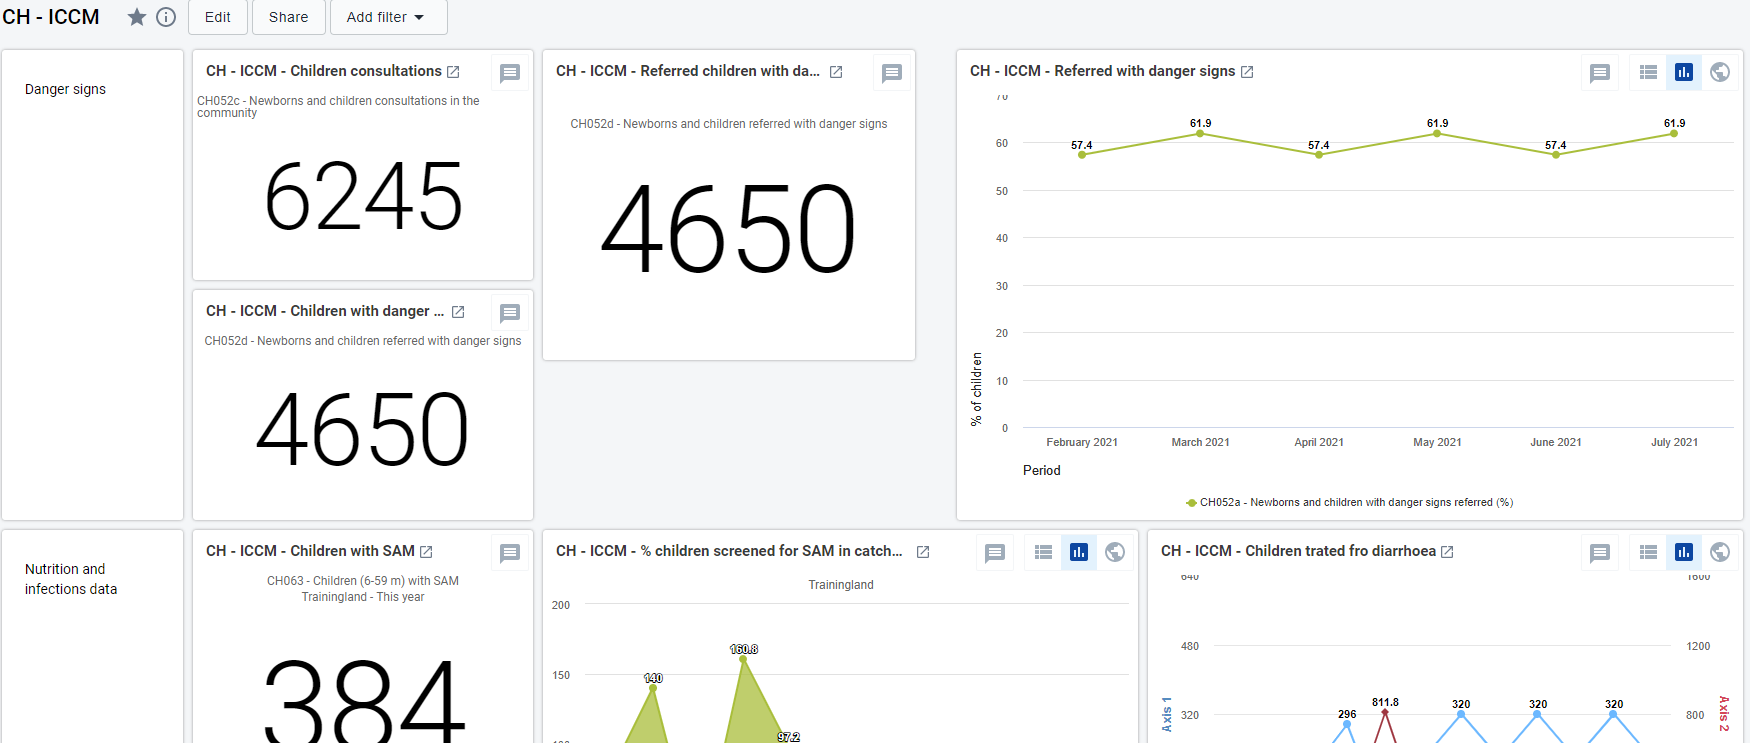 CH - ICCM
Edit
Share
Add filter
Danger signs
CH - ICCM - Children consultations
CH052c - Newborns and children consultations in the
community
6245
CH - ICCM - Referred children with da...
CH052d - Newborns and children referred with danger signs
4650
CH - ICCM - Children with danger ...
CH052d - Newborns and children referred with danger signs
4650
CH - ICCM - Referred with danger signs
70
60
50
40
30
20
10
0
% of children
57.4
61.9
57.4
61.9
57.4
61.9
February 2021
March 2021
April 2021
May 2021
June 2021
July 2021
Period
CH052a - Newborns and children with danger signs referred (%)
Nutrition and
infections data
CH - ICCM - Children with SAM
CH063 - Children (6-59 m) with SAM
Trainingland - This year
384
CH - ICCM - % children screened for SAM in catch...
Trainingland
200
150
100
140
160.8
97.2
CH - ICCM - Children trated fro diarrhoea
640
480
320
Axis 1
296
811.8
320
320
320
1600
1200
800
Axis 2